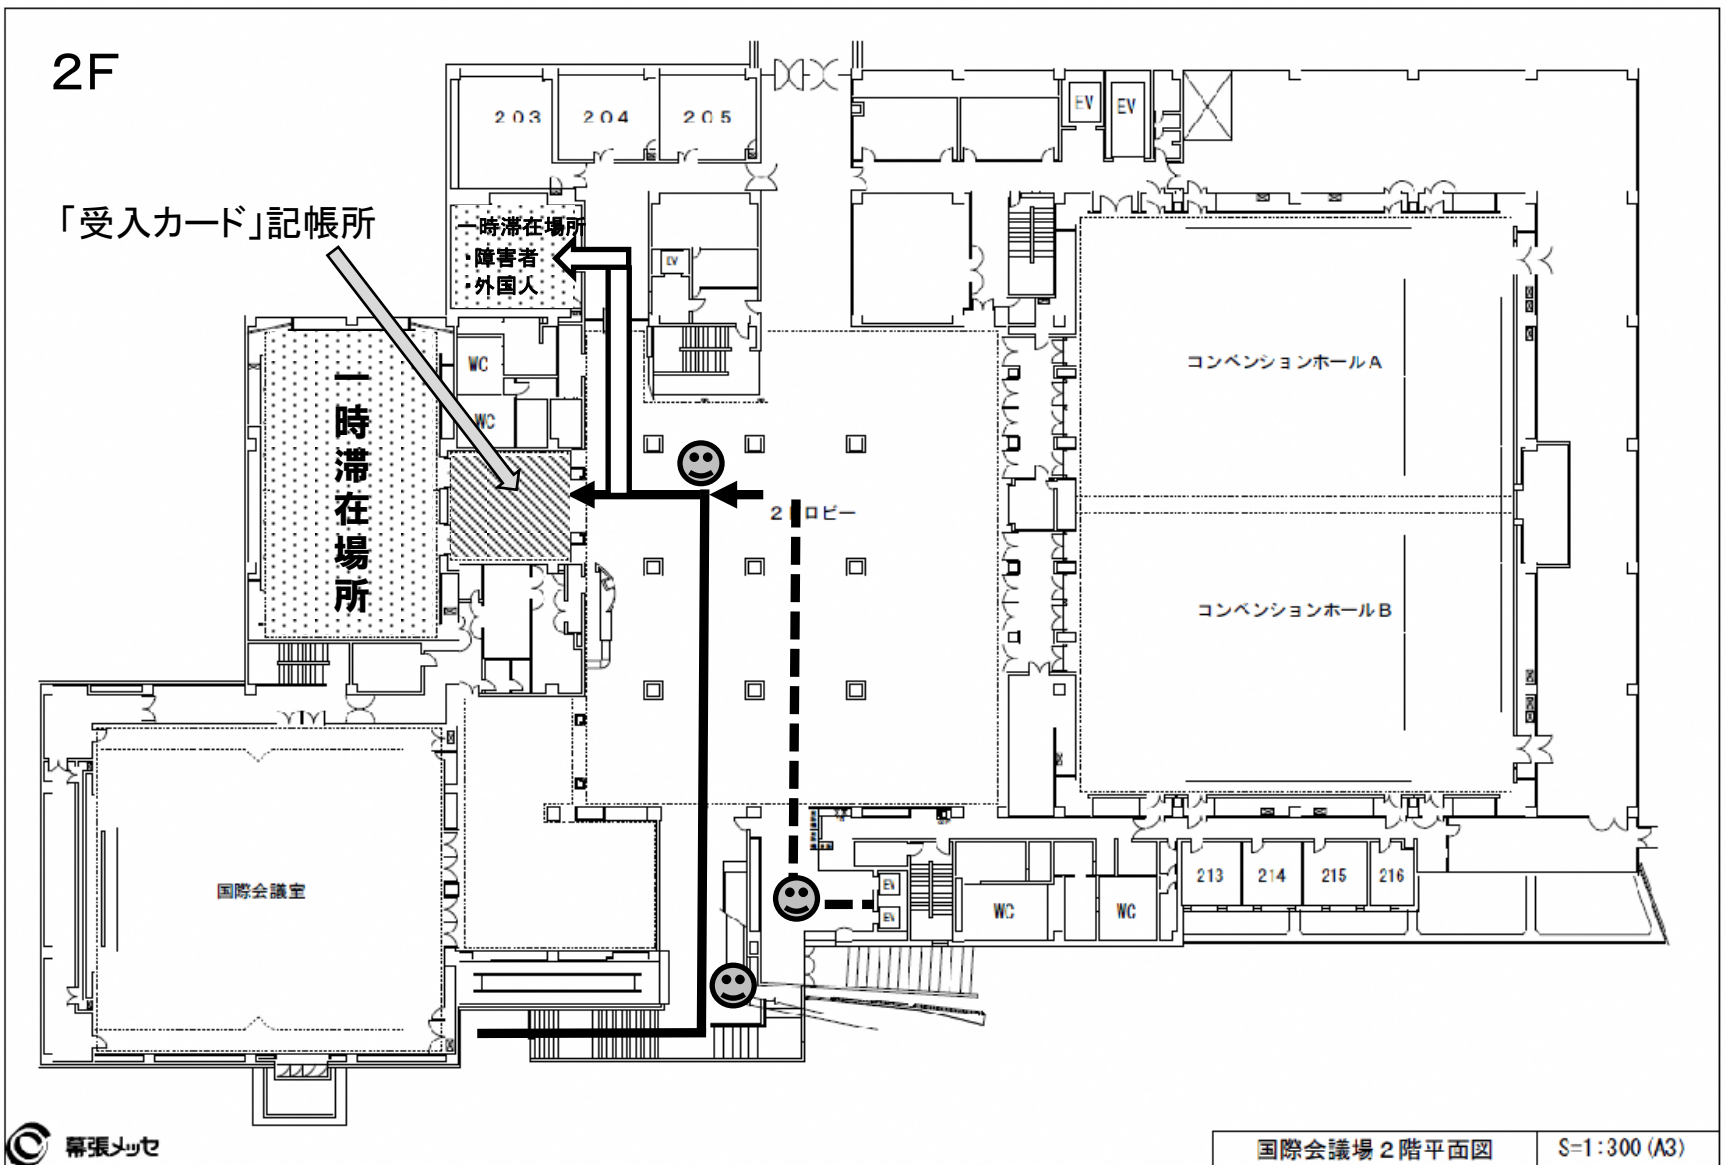 2F
203
204
205
EV
EV
「受入カード」記帳所
一時滞在場所
・障害者
・外国人
EV
WC
WC
一時滞在場所
コンベンションホールA
2Fロビー
コンベンションホールB
国際会議室
EV
EV
WC
WC
213
214
215
216
幕張メッセ
国際会議場2階平面図
S=1:300(A3)